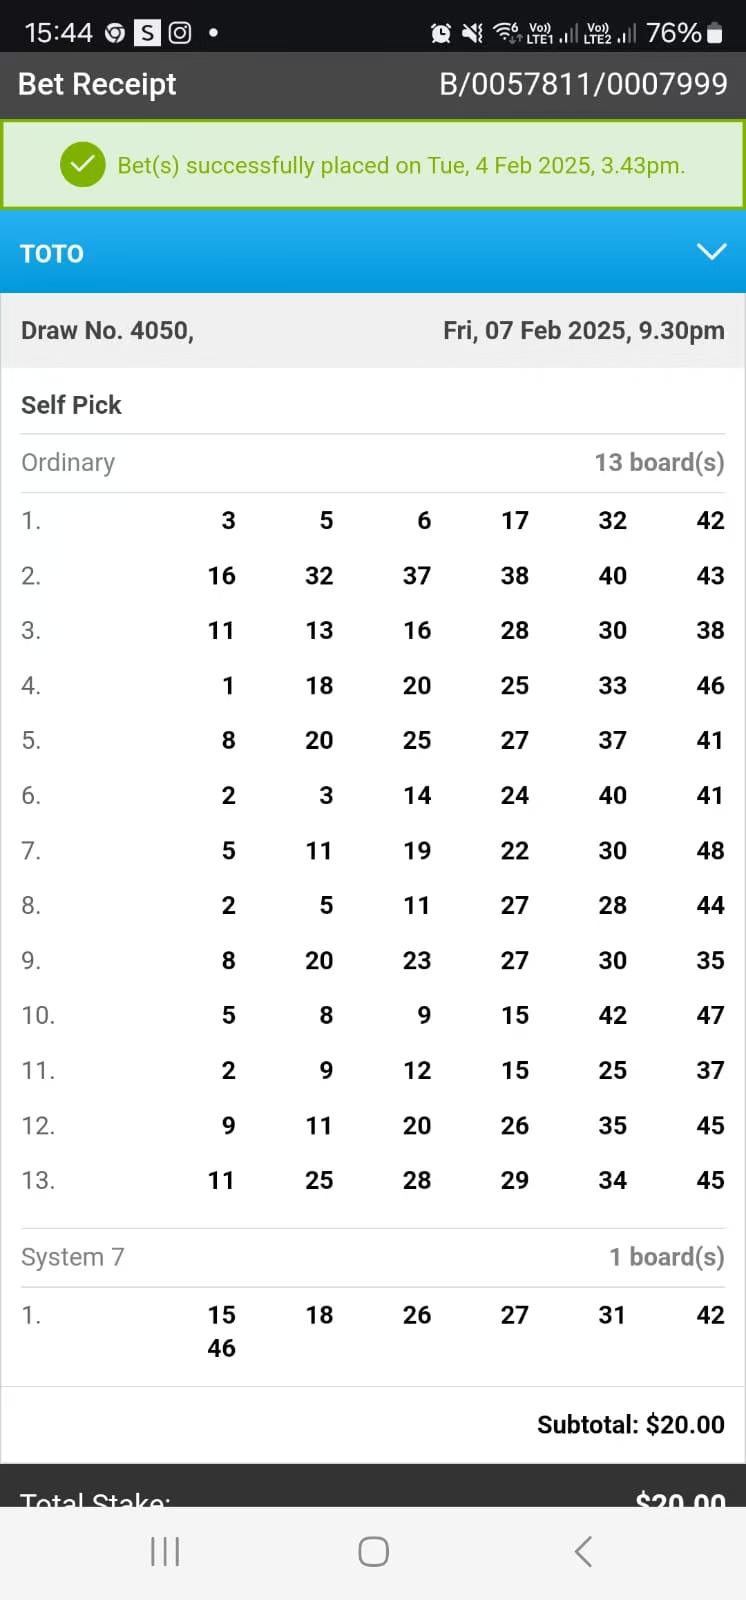 15:44 S Vo)) LTE1 Vo)) LTE2 76%
Bet Receipt B/0057811/0007999
Bet(s) successfully placed on Tue, 4 Feb 2025, 3.43pm.
TOTO
Draw No. 4050, Fri, 07 Feb 2025, 9.30pm
Self Pick
Ordinary 13 board(s)
1. 3 5 6 17 32 42
2. 16 32 37 38 40 43
3. 11 13 16 28 30 38
4. 1 18 20 25 33 46
5. 8 20 25 27 37 41
6. 2 3 14 24 40 41
7. 5 11 19 22 30 48
8. 2 5 11 27 28 44
9. 8 20 23 27 30 35
10. 5 8 9 15 42 47
11. 2 9 12 15 25 37
12. 9 11 20 26 35 45
13. 11 25 28 29 34 45
System 7 1 board(s)
1. 15 18 26 27 31 42
46
Subtotal: $20.00
Total Stake: $20.00